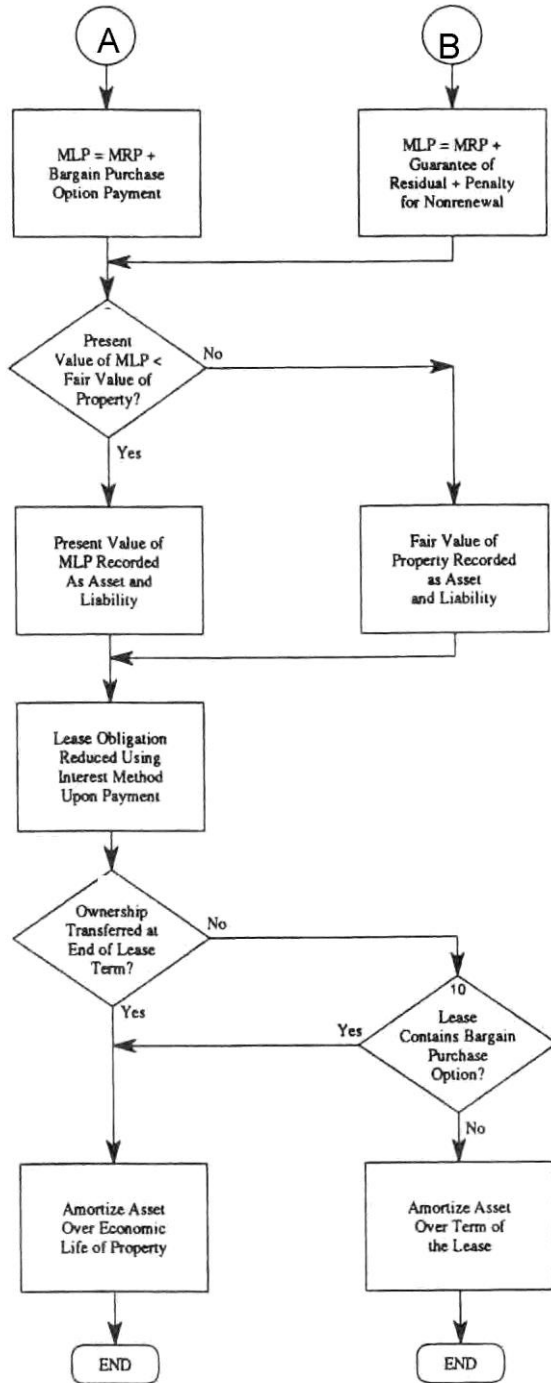 A
B
MLP = MRP +
Bargain Purchase
Option Payment
MLP = MRP +
Guarantee of
Residual + Penalty
for Nonrenewal
Present
Value of MLP <
Fair Value of
Property?
No
Yes
Present Value of
MLP Recorded
As Asset and
Liability
Fair Value of
Property Recorded
as Asset
and Liability
Lease Obligation
Reduced Using
Interest Method
Upon Payment
Ownership
Transferred at
End of Lease
Term?
No
Yes
10
Lease
Contains Bargain
Purchase
Option?
Yes
No
Amortize Asset
Over Economic
Life of Property
Amortize Asset
Over Term of
the Lease
END
END